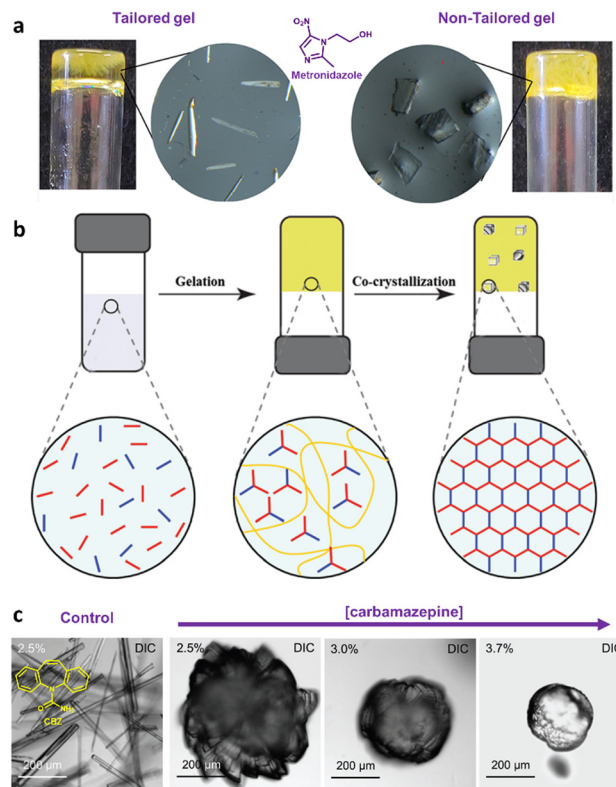 a
Tailored gel
Non-Tailored gel
O₂N
N
N
OH
Metronidazole
b
Gelation
Co-crystallization
c
Control
[carbamazepine]
2.5%
DIC
N
O
NH₂
CBZ
200 µm
2.5%
DIC
200 µm
3.0%
DIC
200 µm
3.7%
DIC
200 µm